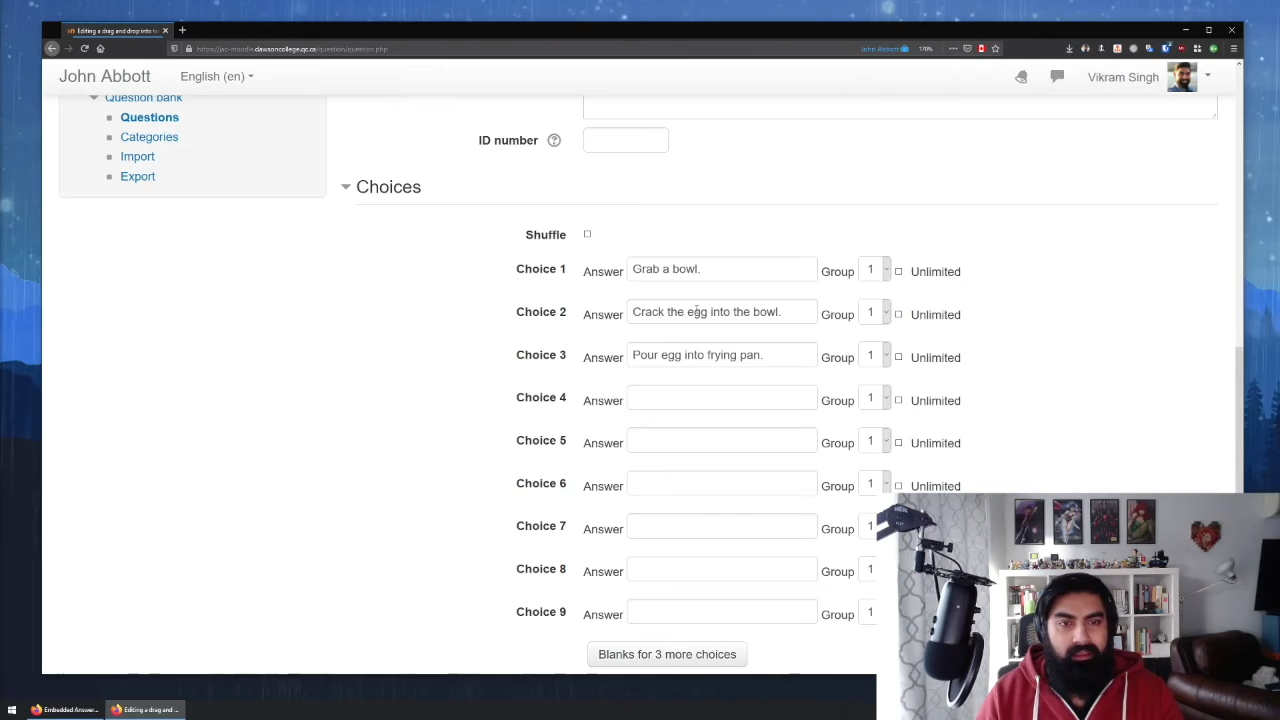 Editing a drag and drop into te
https://jac-moodle.dawsoncollege.qc.ca/question/question.php
John Abbott
170%
John Abbott
English (en)
Vikram Singh
Question bank
Questions
Categories
Import
Export
ID number
Choices
Shuffle
Choice 1 Answer Grab a bowl. Group 1 Unlimited
Choice 2 Answer Crack the egg into the bowl. Group 1 Unlimited
Choice 3 Answer Pour egg into frying pan. Group 1 Unlimited
Choice 4 Answer Group 1 Unlimited
Choice 5 Answer Group 1 Unlimited
Choice 6 Answer Group 1 Unlimited
Choice 7 Answer 1
Choice 8 Answer 1
Choice 9 Answer 1
Blanks for 3 more choices
Embedded Answer...
Editing a drag and ...